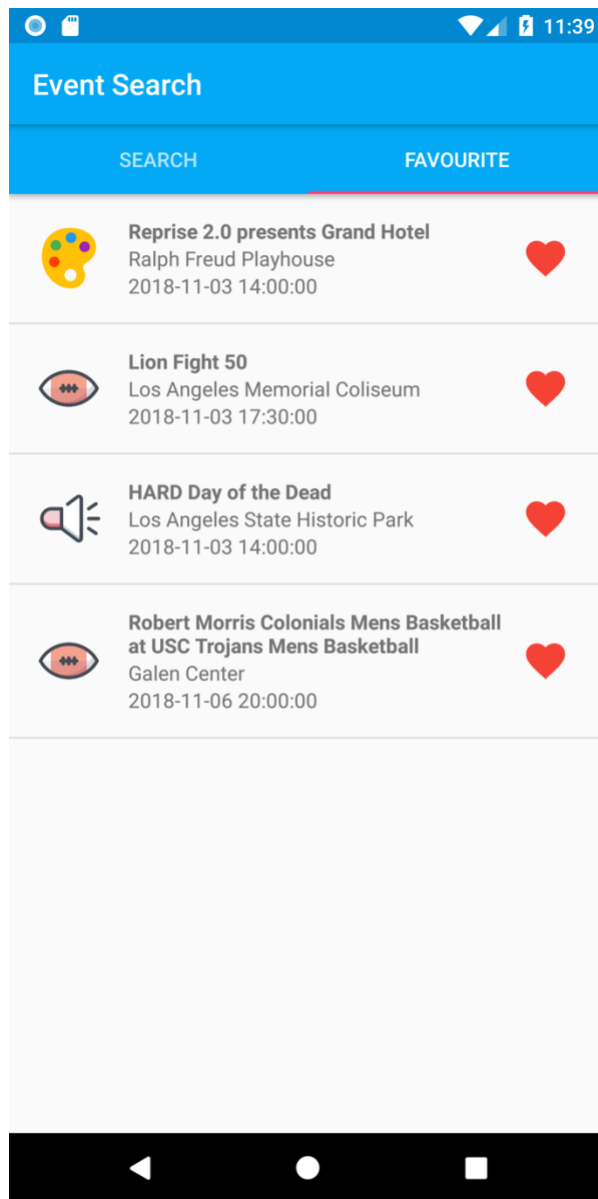 11:39
Event Search
SEARCH
FAVOURITE
Reprise 2.0 presents Grand Hotel
Ralph Freud Playhouse
2018-11-03 14:00:00
Lion Fight 50
Los Angeles Memorial Coliseum
2018-11-03 17:30:00
HARD Day of the Dead
Los Angeles State Historic Park
2018-11-03 14:00:00
Robert Morris Colonials Mens Basketball
at USC Trojans Mens Basketball
Galen Center
2018-11-06 20:00:00